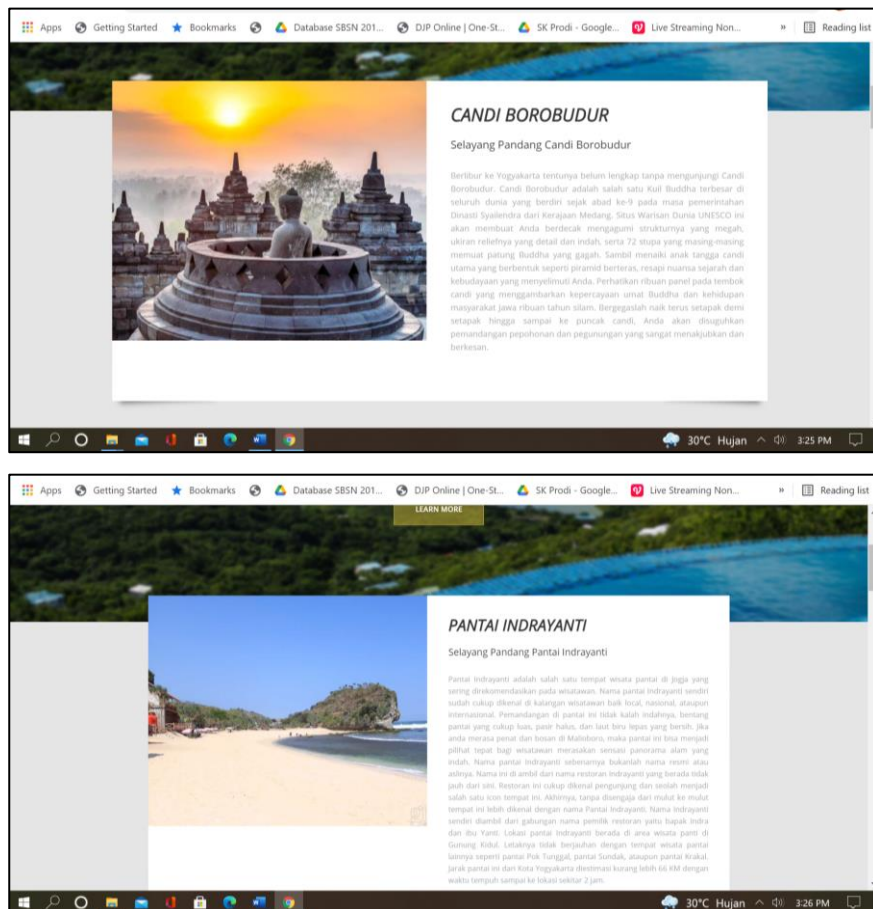 Apps Getting Started Bookmarks Database SBSN 201... DJP Online | One-St... SK Prodi - Google... Live Streaming Non... » Reading list
CANDI BOROBUDUR
Selayang Pandang Candi Borobudur
Berlibur ke Yogyakarta tentunya belum lengkap tanpa mengunjungi Candi
Borobudur. Candi Borobudur adalah salah satu Kuil Buddha terbesar di
seluruh dunia yang berdiri sejak abad ke-9 pada masa pemerintahan
Dinasti Syailendra dari Kerajaan Medang. Situs Warisan Dunia UNESCO ini
akan membuat Anda berdecak mengagumi strukturnya yang megah,
ukiran reliefnya yang detail dan indah, serta 72 stupa yang masing-masing
memuat patung Buddha yang gagah. Sambil menaiki anak tangga candi
utama yang berbentuk seperti piramid berteras, resapi nuansa sejarah dan
kebudayaan yang menyelimuti Anda. Perhatikan ribuan panel pada tembok
candi yang menggambarkan kepercayaan umat Buddha dan kehidupan
masyarakat Jawa ribuan tahun silam. Bergegaslah naik terus setapak demi
setapak hingga sampai ke puncak candi, Anda akan disuguhkan
pemandangan pepohonan dan pegunungan yang sangat menakjubkan dan
berkesan.
30°C Hujan 3:25 PM
Apps Getting Started Bookmarks Database SBSN 201... DJP Online | One-St... SK Prodi - Google... Live Streaming Non... » Reading list
LEARN MORE
PANTAI INDRAYANTI
Selayang Pandang Pantai Indrayanti
Pantai Indrayanti adalah salah satu tempat wisata pantai di Jogja yang
sering direkomendasikan pada wisatawan. Nama pantai Indrayanti sendiri
sudah cukup dikenal di kalangan wisatawan baik local, nasional, ataupun
internasional. Pemandangan di pantai ini tidak kalah indahnya, bentang
pantai yang cukup luas, pasir halus, dan laut biru lepas yang bersih. Jika
anda merasa penat dan bosan di Malioboro, maka pantai ini bisa menjadi
pilihat tepat bagi wisatawan merasakan sensasi panorama alam yang
indah. Nama pantai Indrayanti sebenarnya bukanlah nama resmi atau
aslinya. Nama ini di ambil dari nama restoran Indrayanti yang berada tidak
jauh dari sini. Restoran ini cukup dikenal pengunjung dan seolah menjadi
salah satu icon tempat ini. Akhirnya, tanpa disengaja dari mulut ke mulut
tempat ini lebih dikenal dengan nama Pantai Indrayanti. Nama Indrayanti
sendiri diambil dari gabungan nama pemilik restoran yaitu bapak Indra
dan Ibu Yanti. Lokasi pantai Indrayanti berada di area wisata panti di
Gunung Kidul. Letaknya tidak berjauhan dengan tempat wisata pantai
lainnya seperti pantai Pok Tunggal, pantai Sundak, ataupun pantai Krakal.
Jarak pantai ini dan Kota Yogyakarta diestimasi kurang lebih 66 KM dengan
waktu tempuh sampai ke lokasi sekitar 2 jam.
30°C Hujan 3:26 PM